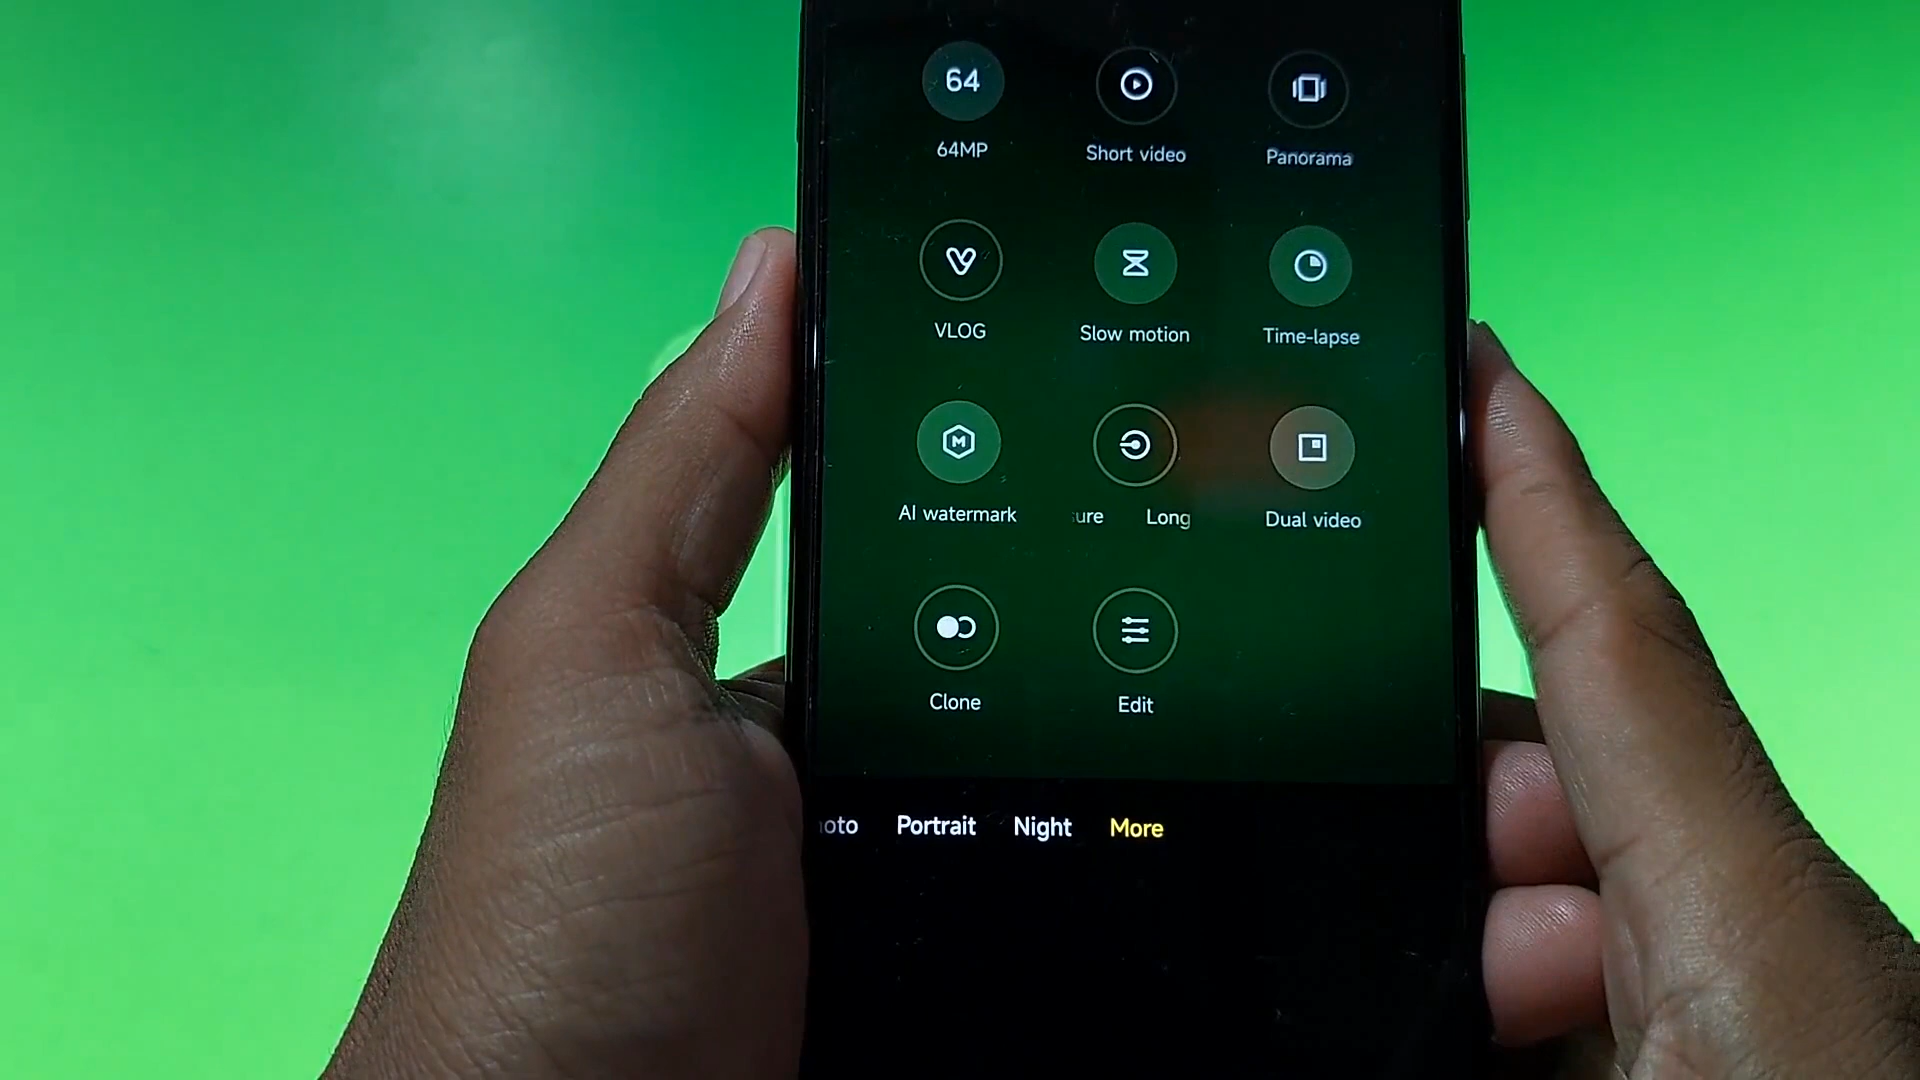 64
64MP Short video Panorama
VLOG Slow motion Time-lapse
AI watermark ure Long Dual video
Clone Edit
oto Portrait Night More